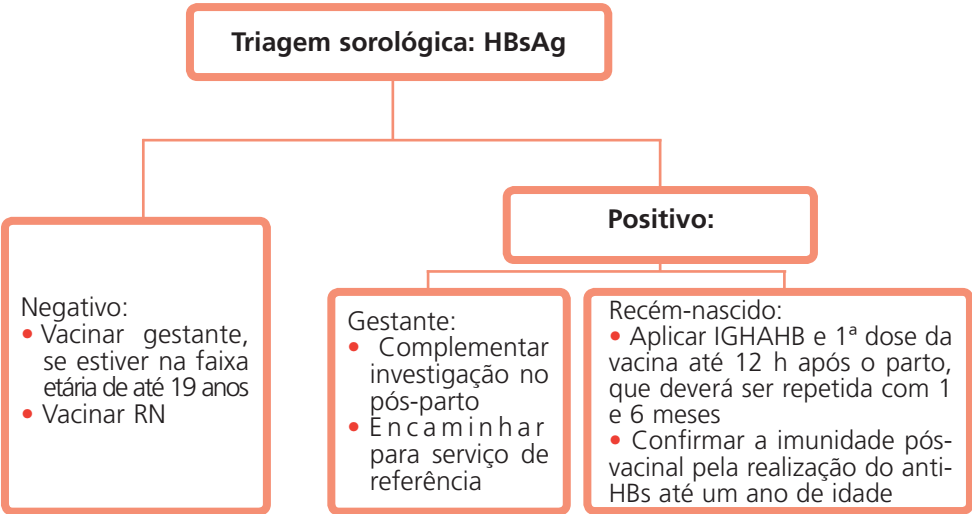 Triagem sorológica: HBsAg
Positivo:
Negativo:
• Vacinar gestante,
se estiver na faixa
etária de até 19 anos
• Vacinar RN
Gestante:
• Complementar
investigação no
pós-parto
• Encaminhar
para serviço de
referência
Recém-nascido:
• Aplicar IGHAHB e 1ª dose da
vacina até 12 h após o parto,
que deverá ser repetida com 1
e 6 meses
• Confirmar a imunidade pós-
vacinal pela realização do anti-
HBs até um ano de idade